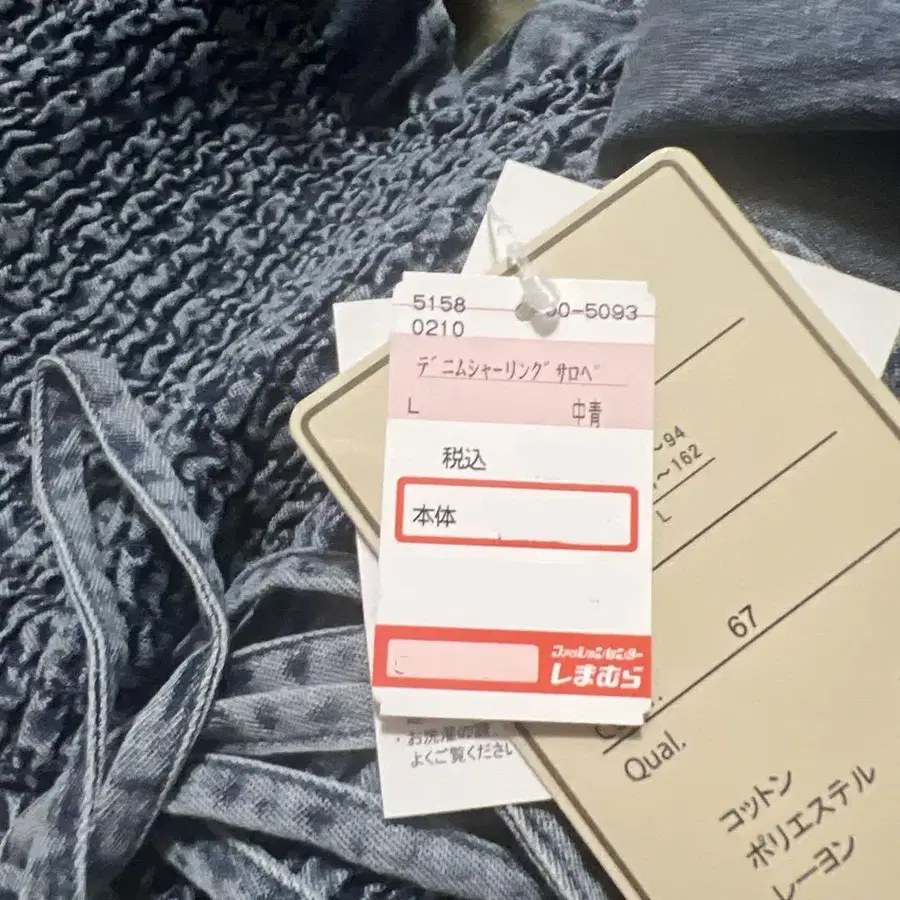 5158 00-5093
0210
デニムシャーリングサロペ
L 中青
税込
本体
ファッションセンター
しまむら
~94
~162
L
67
Qual.
コットン
ポリエステル
レーヨン
・お洗濯の際
よくご覧ください